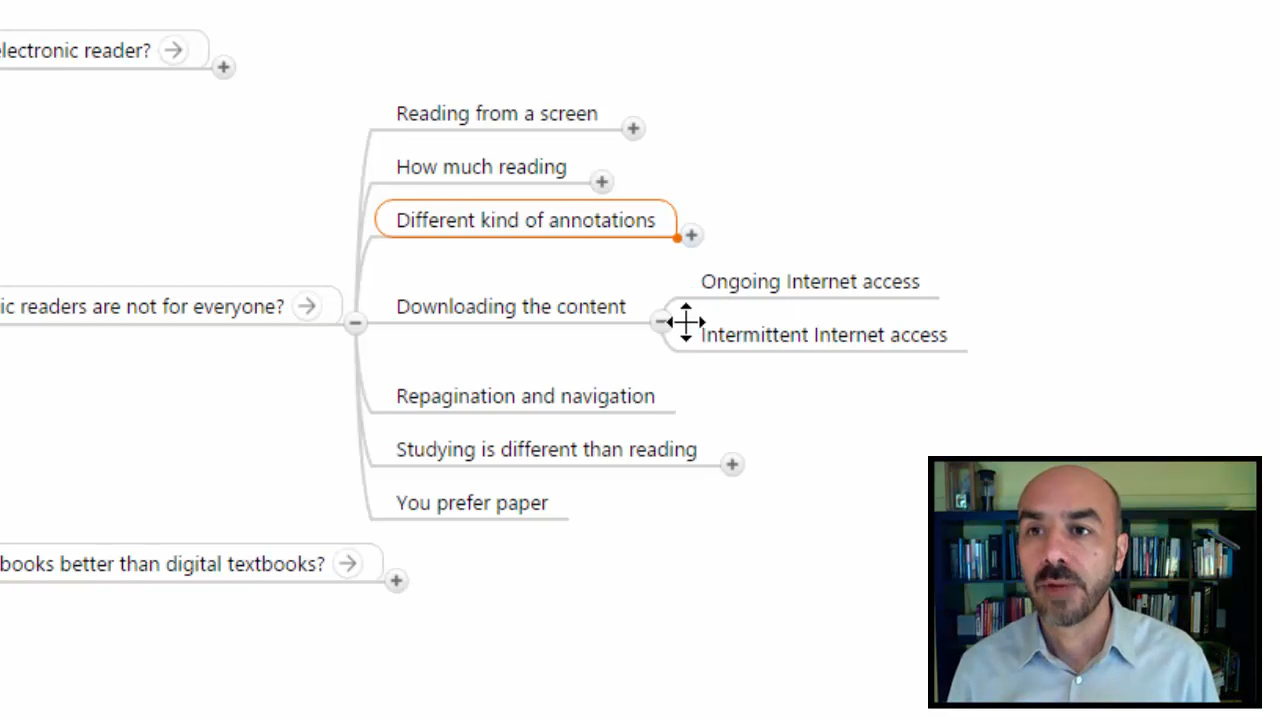 lectronic reader?
Reading from a screen
How much reading
Different kind of annotations
Ongoing Internet access
ic readers are not for everyone?
Downloading the content
Intermittent Internet access
Repagination and navigation
Studying is different than reading
You prefer paper
books better than digital textbooks?